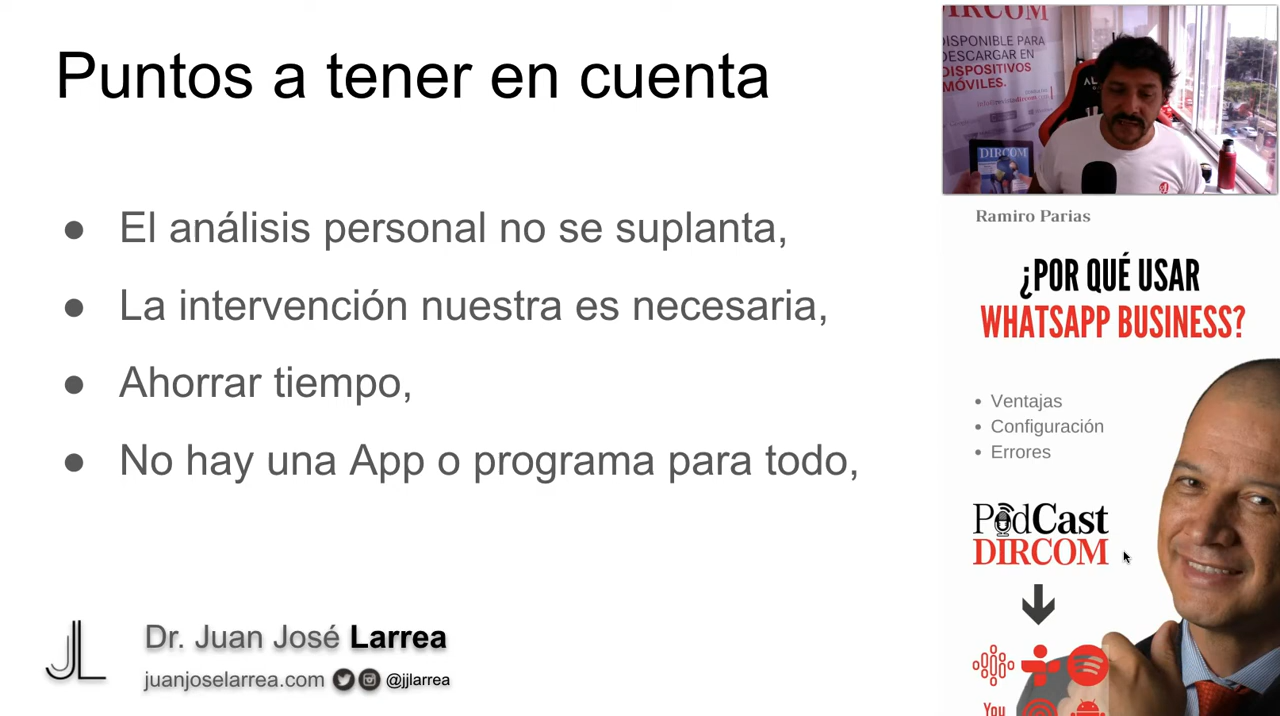 Puntos a tener en cuenta
● El análisis personal no se suplanta,
● La intervención nuestra es necesaria,
● Ahorrar tiempo,
● No hay una App o programa para todo,
JL
Dr. Juan José Larrea
juanjoselarrea.com @jjlarrea
DIRCOM
DISPONIBLE PARA
DESCARGAR EN
DISPOSITIVOS
MÓVILES.
DIRCOM
Ramiro Parias
¿POR QUÉ USAR
WHATSAPP BUSINESS?
• Ventajas
• Configuración
• Errores
PodCast
DIRCOM
You